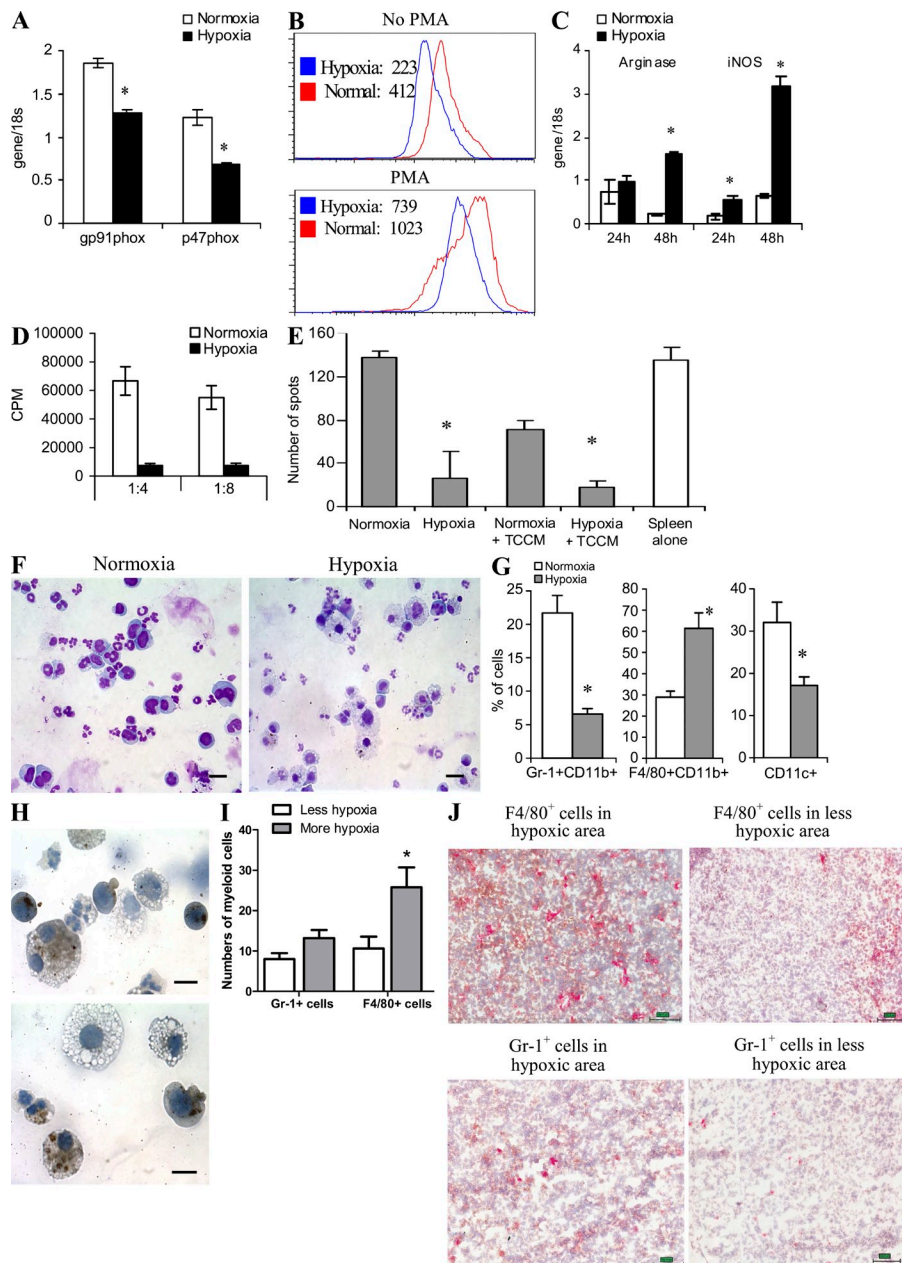 A
Normoxia
Hypoxia
gene/18s
2
1.5
1
0.5
0
*
*
gp91phox
p47phox
B
No PMA
Hypoxia: 223
Normal: 412
PMA
Hypoxia: 739
Normal: 1023
C
Normoxia
Hypoxia
Arginase
iNOS
gene/18s
4
3
2
1
0
*
*
*
24h
48h
24h
48h
D
Normoxia
Hypoxia
CPM
100000
80000
60000
40000
20000
0
1:4
1:8
E
Number of spots
160
120
80
40
0
*
*
Normoxia
Hypoxia
Normoxia
+ TCCM
Hypoxia
+ TCCM
Spleen
alone
F
Normoxia
Hypoxia
G
Normoxia
Hypoxia
% of cells
25
20
15
10
5
0
*
Gr-1+CD11b+
80
70
60
50
40
30
20
10
0
*
F4/80+CD11b+
40
30
20
10
0
*
CD11c+
H
I
Less hypoxia
More hypoxia
Numbers of myeloid cells
40
30
20
10
0
*
Gr-1+ cells
F4/80+ cells
J
F4/80+ cells in
hypoxic area
F4/80+ cells in less
hypoxic area
Gr-1+ cells in
hypoxic area
Gr-1+ cells in less
hypoxic area